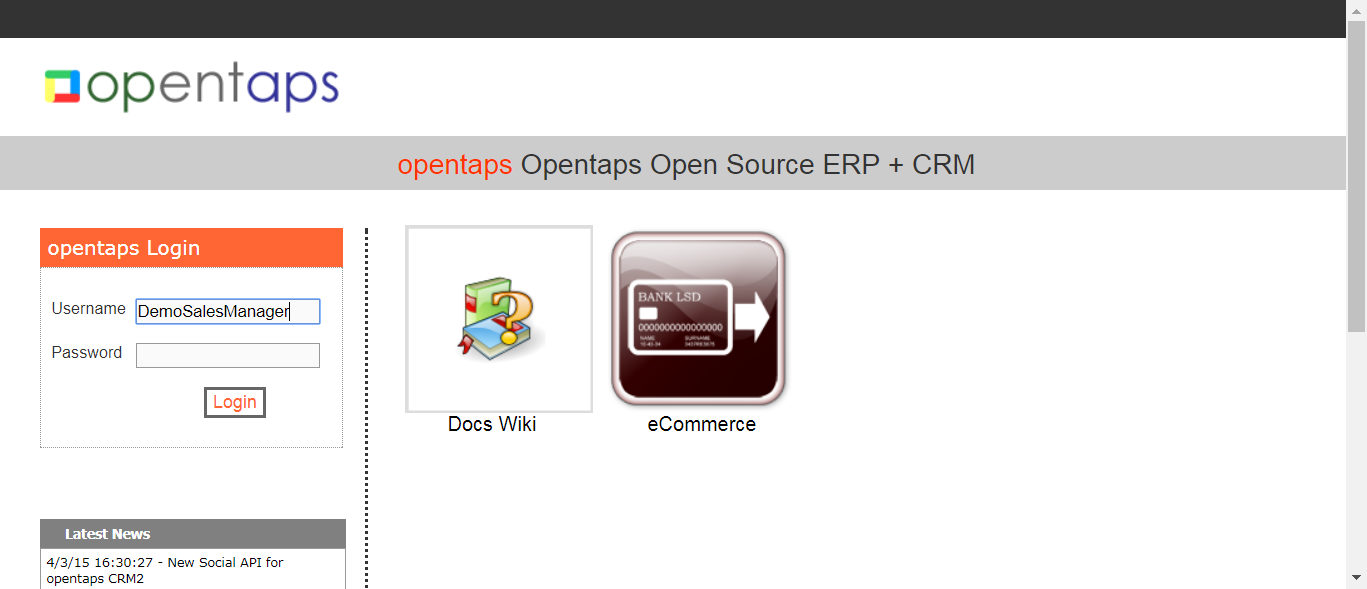 opentaps
opentaps Opentaps Open Source ERP + CRM
opentaps Login
Username DemoSalesManager
Password
Login
BANK LSD
0000000000000000
NAME SURNAME
Docs Wiki
eCommerce
Latest News
4/3/15 16:30:27 - New Social API for
opentaps CRM2